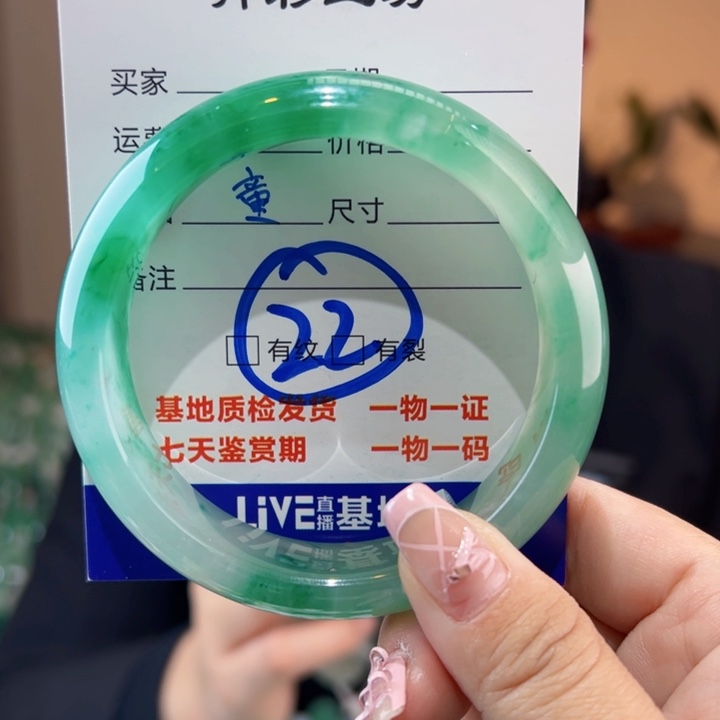 买家
运
童 尺寸
备注
22
有纹 有裂
基地质检发货 一物一证
七天鉴赏期 一物一码
LiVE直播基地